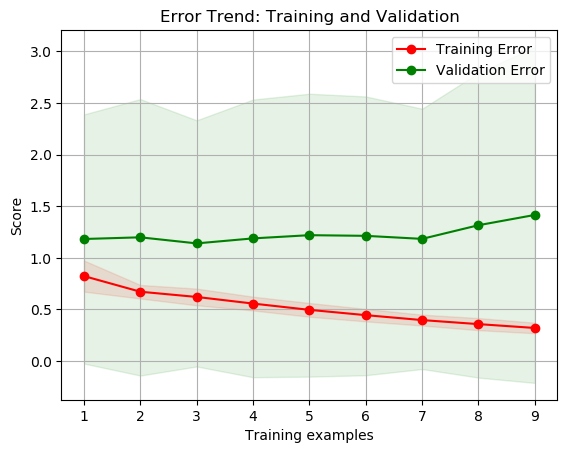 Error Trend: Training and Validation
Training Error
Validation Error
Score
3.0
2.5
2.0
1.5
1.0
0.5
0.0
1 2 3 4 5 6 7 8 9
Training examples